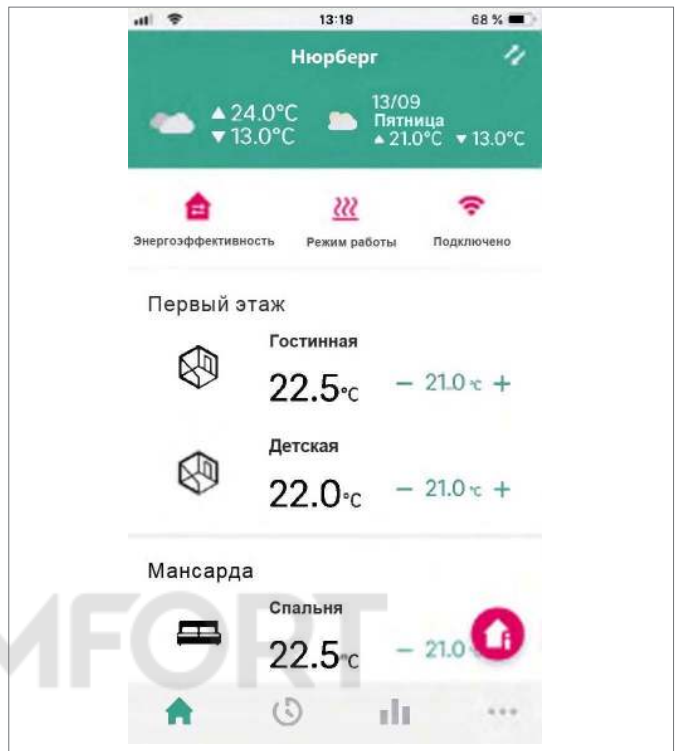 13:19 68 %
Нюрберг
▲ 24.0°C
▼ 13.0°C
13/09
Пятница
▲ 21.0°C ▼ 13.0°C
Энергоэффективность Режим работы Подключено
Первый этаж
Гостинная
22.5°C − 21.0 °C +
Детская
22.0°C − 21.0 °C +
Мансарда
Спальня
22.5°C − 21.0
MFORT